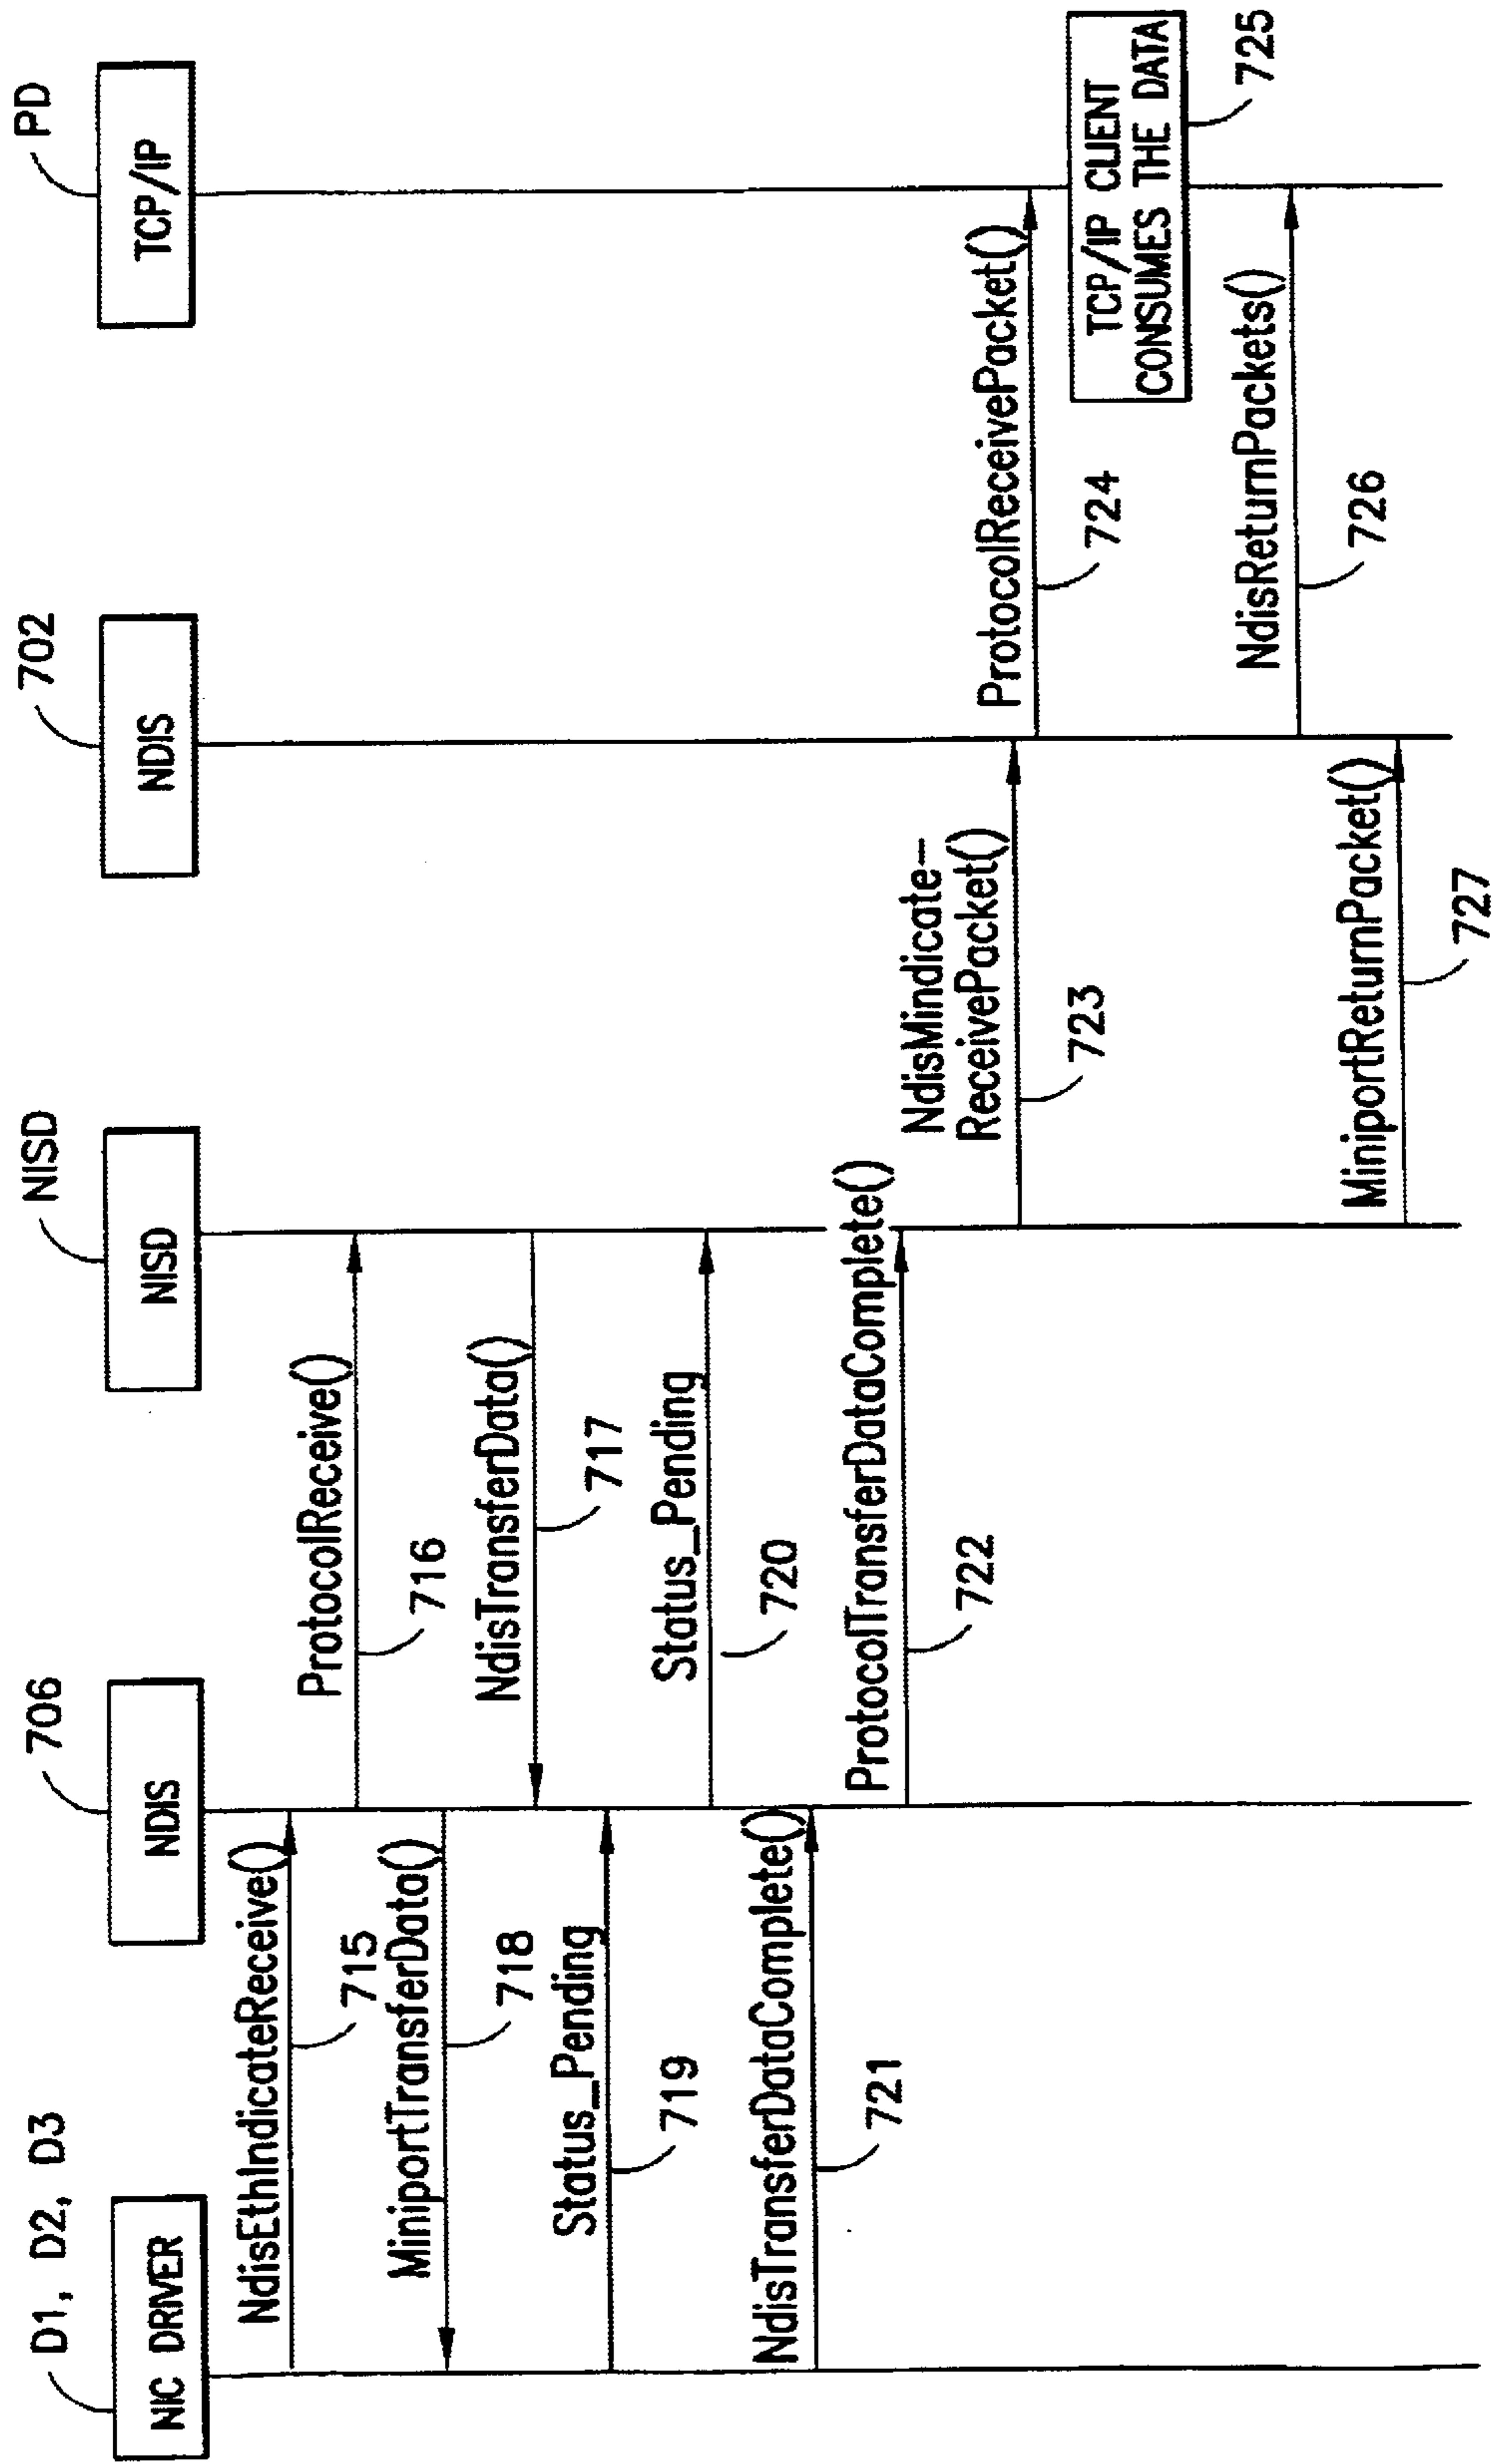 D1, D2, D3
NIC DRIVER
706
NDIS
NISD
NISD
702
NDIS
PD
TCP/IP
NdisEthIndicateReceive()
715
ProtocolReceive()
716
MiniportTransferData()
718
NdisTransferData()
717
Status_Pending
719
Status_Pending
720
NdisTransferDataComplete()
721
ProtocolTransferDataComplete()
722
NdisMindicate-
ReceivePacket()
723
ProtocolReceivePacket()
724
TCP/IP CLIENT
CONSUMES THE DATA
725
NdisReturnPackets()
726
MiniportReturnPacket()
727